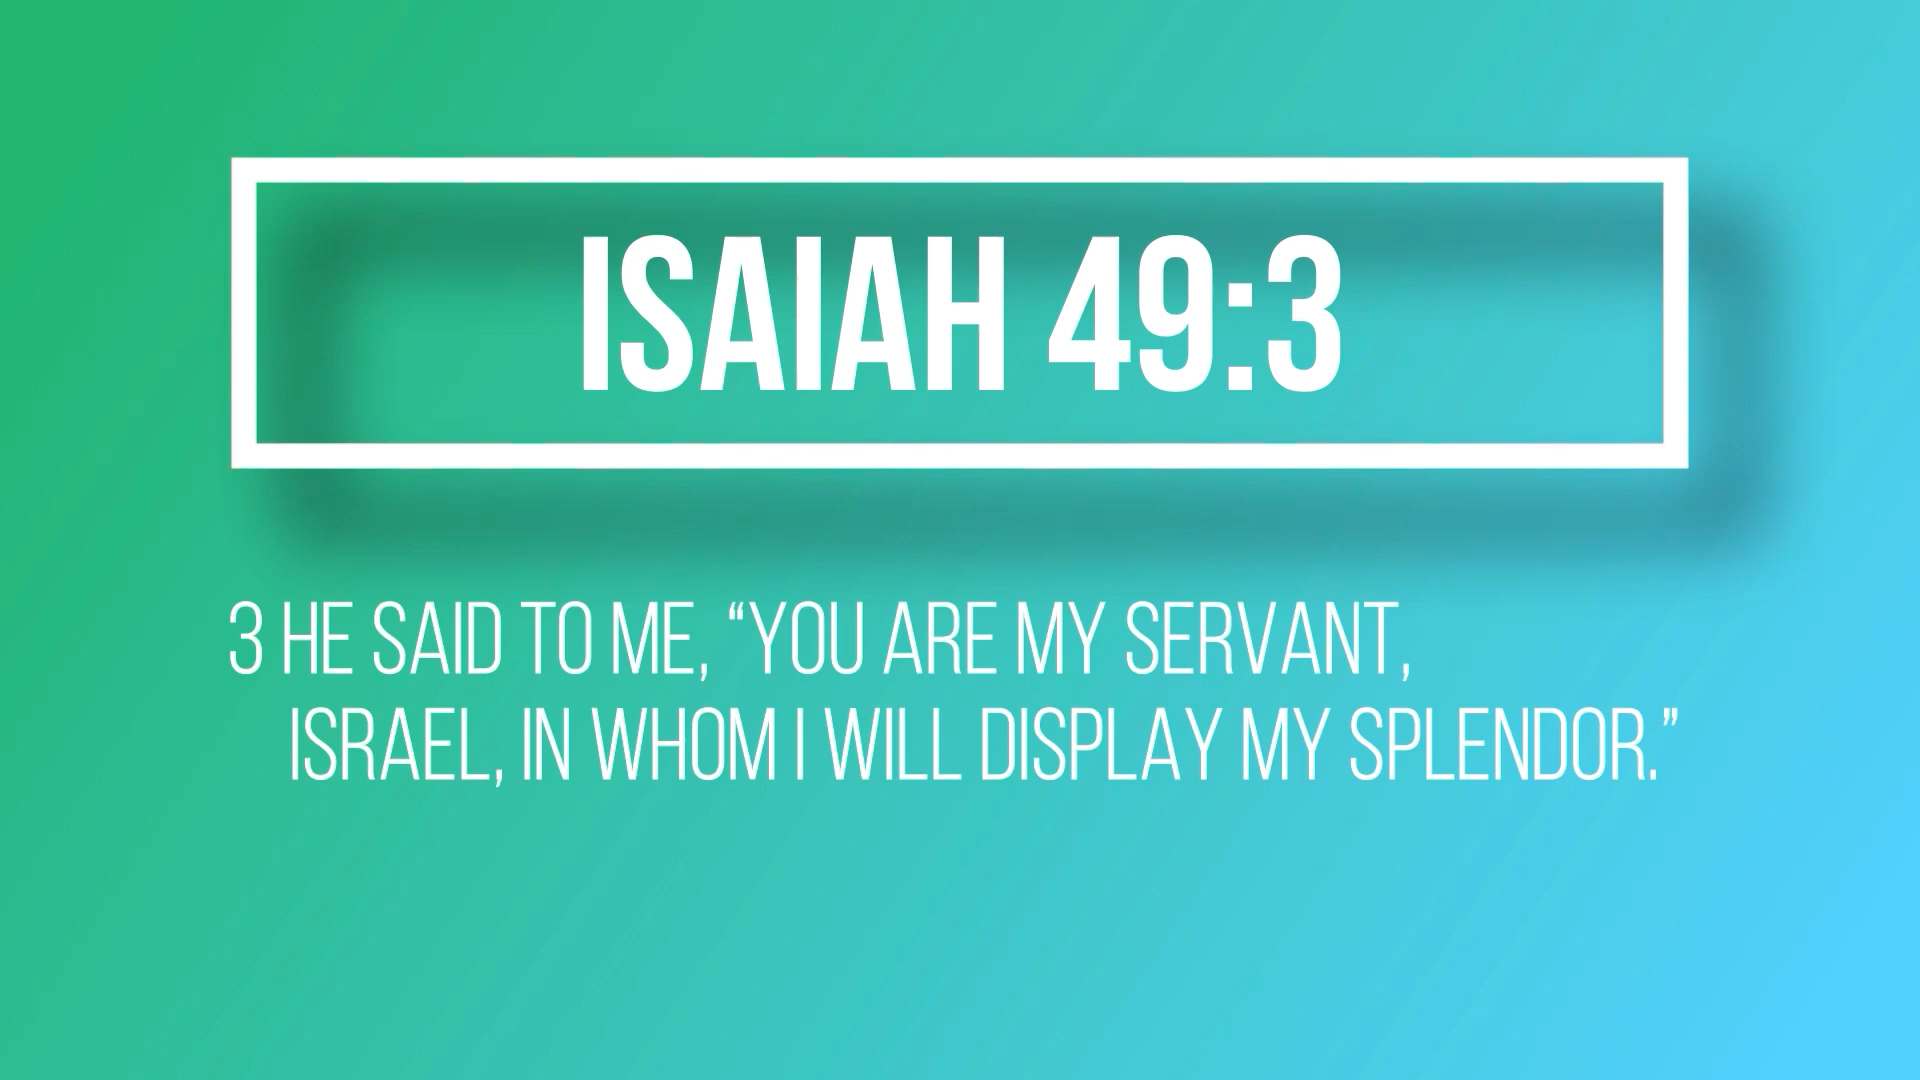 ISAIAH 49:3
3 HE SAID TO ME, “YOU ARE MY SERVANT,
ISRAEL, IN WHOM I WILL DISPLAY MY SPLENDOR.”